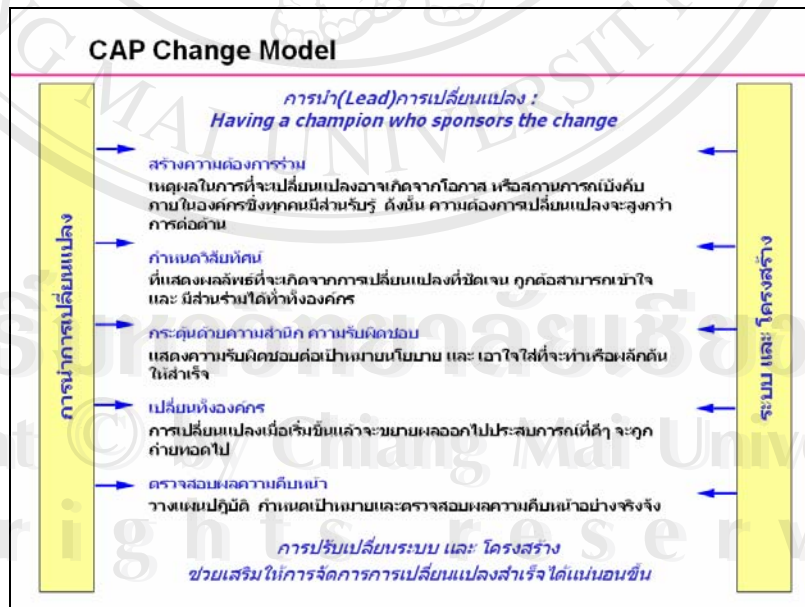 CAP Change Model
การนำ(Lead)การเปลี่ยนแปลง :
Having a champion who sponsors the change
สร้างความต้องการร่วม
เหตุผลในการที่จะเปลี่ยนแปลงอาจเกิดจากโอกาส หรือสถานการณ์บังคับ
ภายในองค์กรซึ่งทุกคนมีส่วนรับรู้ ดังนั้น ความต้องการเปลี่ยนแปลงจะสูงกว่า
การต่อต้าน
กำหนดวิสัยทัศน์
ที่แสดงผลลัพธ์ที่จะเกิดจากการเปลี่ยนแปลงที่ชัดเจน ถูกต้อสามารถเข้าใจ
และ มีส่วนร่วมได้ทั่วทั้งองค์กร
กระตุ้นด้วยความสำนึก ความรับผิดชอบ
แสดงความรับผิดชอบต่อเป้าหมายนโยบาย และ เอาใจใส่ที่จะทำหรือผลักดัน
ให้สำเร็จ
เปลี่ยนทั้งองค์กร
การเปลี่ยนแปลงเมื่อเริ่มขึ้นแล้วจะขยายผลออกไปประสบการณ์ที่ดีๆ จะถูก
ถ่ายทอดไป
ตรวจสอบผลความคืบหน้า
วางแผนปฎิบัติ กำหนดเป้าหมายและตรวจสอบผลความคืบหน้าอย่างจริงจัง
การปรับเปลี่ยนระบบ และ โครงสร้าง
ช่วยเสริมให้การจัดการการเปลี่ยนแปลงสำเร็จได้แน่นอนขึ้น
การนำการเปลี่ยนแปลง
ระบบ และ โครงสร้าง
MAI UNIVERSITY
© by Chiang Mai Univ
rights reserv